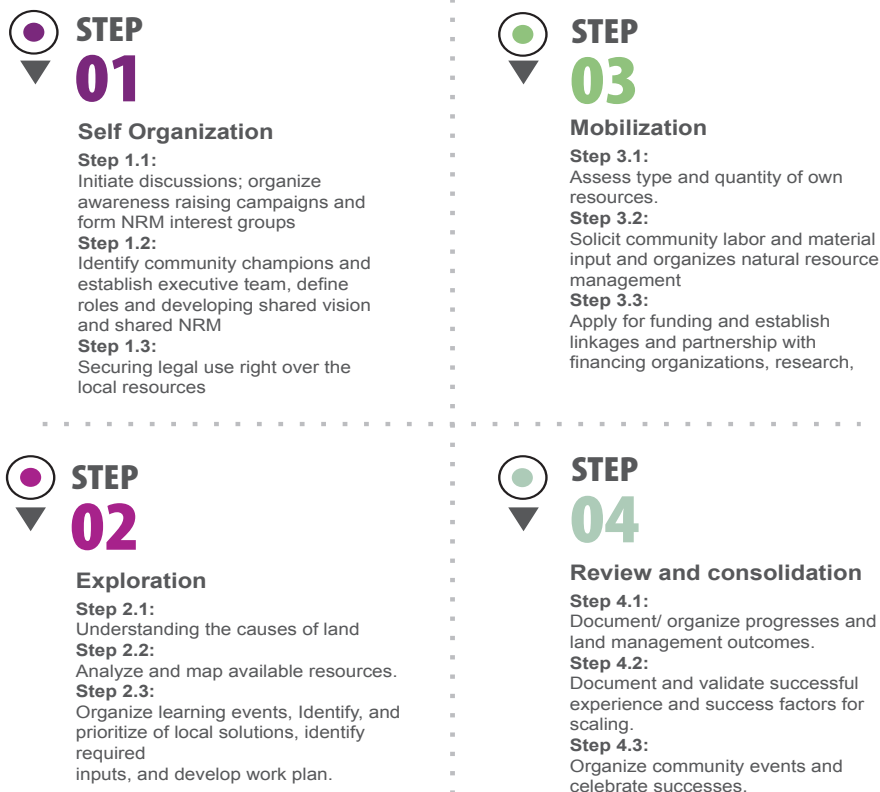 STEP
01
Self Organization
Step 1.1:
Initiate discussions; organize
awareness raising campaigns and
form NRM interest groups
Step 1.2:
Identify community champions and
establish executive team, define
roles and developing shared vision
and shared NRM
Step 1.3:
Securing legal use right over the
local resources
STEP
02
Exploration
Step 2.1:
Understanding the causes of land
Step 2.2:
Analyze and map available resources.
Step 2.3:
Organize learning events, Identify, and
prioritize of local solutions, identify
required
inputs, and develop work plan.
STEP
03
Mobilization
Step 3.1:
Assess type and quantity of own
resources.
Step 3.2:
Solicit community labor and material
input and organizes natural resource
management
Step 3.3:
Apply for funding and establish
linkages and partnership with
financing organizations, research,
STEP
04
Review and consolidation
Step 4.1:
Document/ organize progresses and
land management outcomes.
Step 4.2:
Document and validate successful
experience and success factors for
scaling.
Step 4.3:
Organize community events and
celebrate successes.